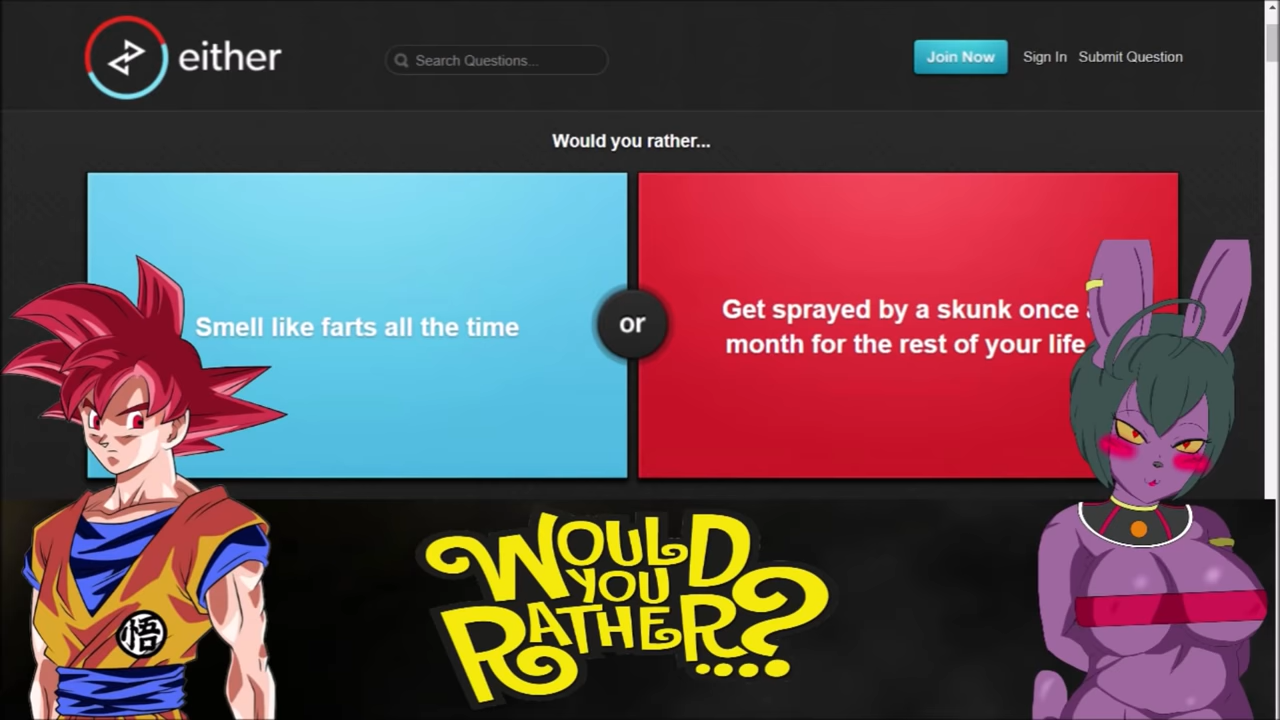 either
Search Questions...
Join Now
Sign In
Submit Question
Would you rather...
Smell like farts all the time
or
Get sprayed by a skunk once
month for the rest of your life
悟
WOULD
YOU
RATHER....?